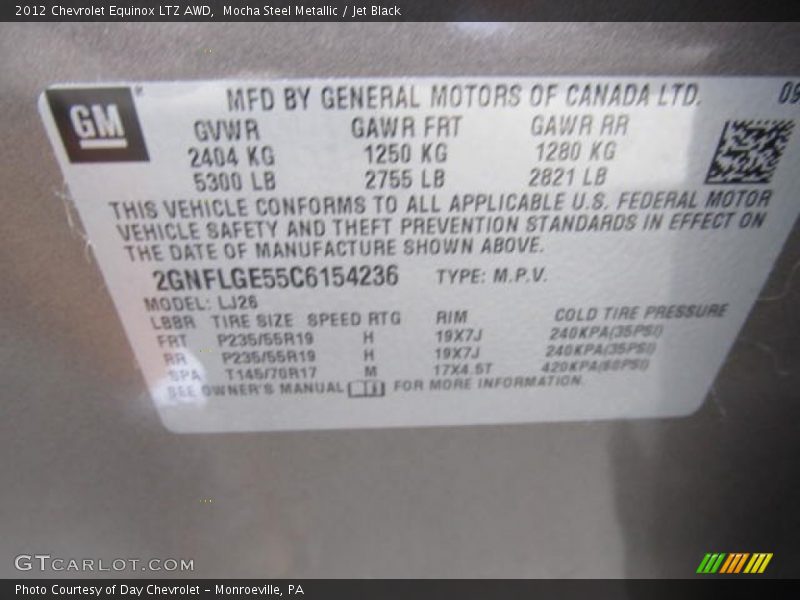 2012 Chevrolet Equinox LTZ AWD, Mocha Steel Metallic / Jet Black
GM
MFD BY GENERAL MOTORS OF CANADA LTD. 09
GVWR GAWR FRT GAWR RR
2404 KG 1250 KG 1280 KG
5300 LB 2755 LB 2821 LB
THIS VEHICLE CONFORMS TO ALL APPLICABLE U.S. FEDERAL MOTOR
VEHICLE SAFETY AND THEFT PREVENTION STANDARDS IN EFFECT ON
THE DATE OF MANUFACTURE SHOWN ABOVE.
2GNFLGE55C6154236 TYPE: M.P.V.
MODEL: LJ26
LBBR TIRE SIZE SPEED RTG RIM COLD TIRE PRESSURE
FRT P235/55R19 H 19X7J 240KPA(35PSI)
RR P235/55R19 H 19X7J 240KPA(35PSI)
SPA T145/70R17 M 17X4.5T 420KPA(60PSI)
SEE OWNER'S MANUAL FOR MORE INFORMATION.
GTCARLOT.COM
Photo Courtesy of Day Chevrolet - Monroeville, PA